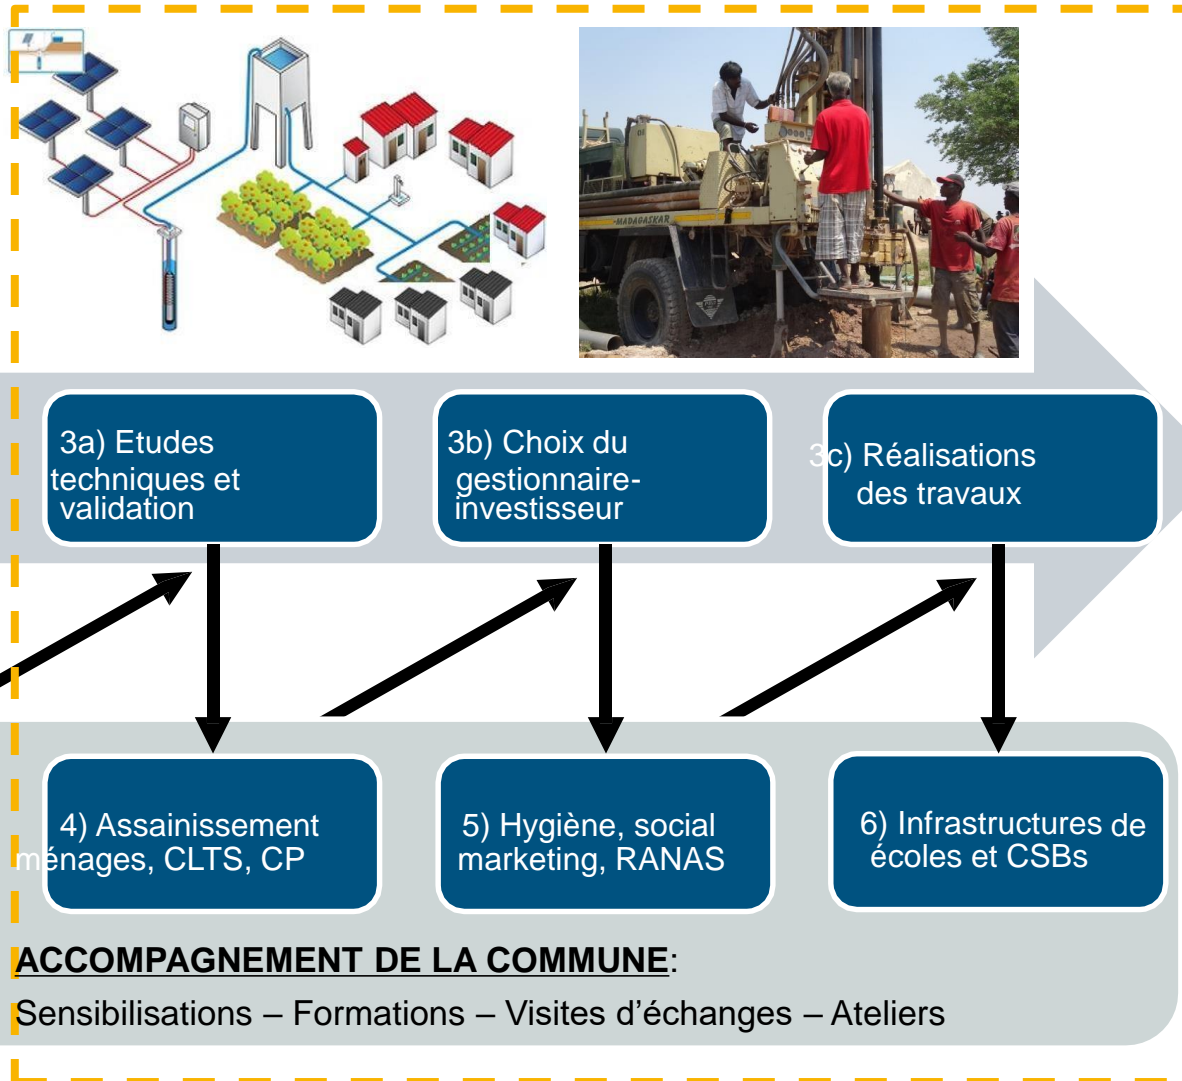 MADAGASKAR
3a) Etudes
techniques et
validation
3b) Choix du
gestionnaire-
investisseur
3c) Réalisations
des travaux
4) Assainissement
ménages, CLTS, CP
5) Hygiène, social
marketing, RANAS
6) Infrastructures de
écoles et CSBs
ACCOMPAGNEMENT DE LA COMMUNE:
Sensibilisations – Formations – Visites d’échanges – Ateliers